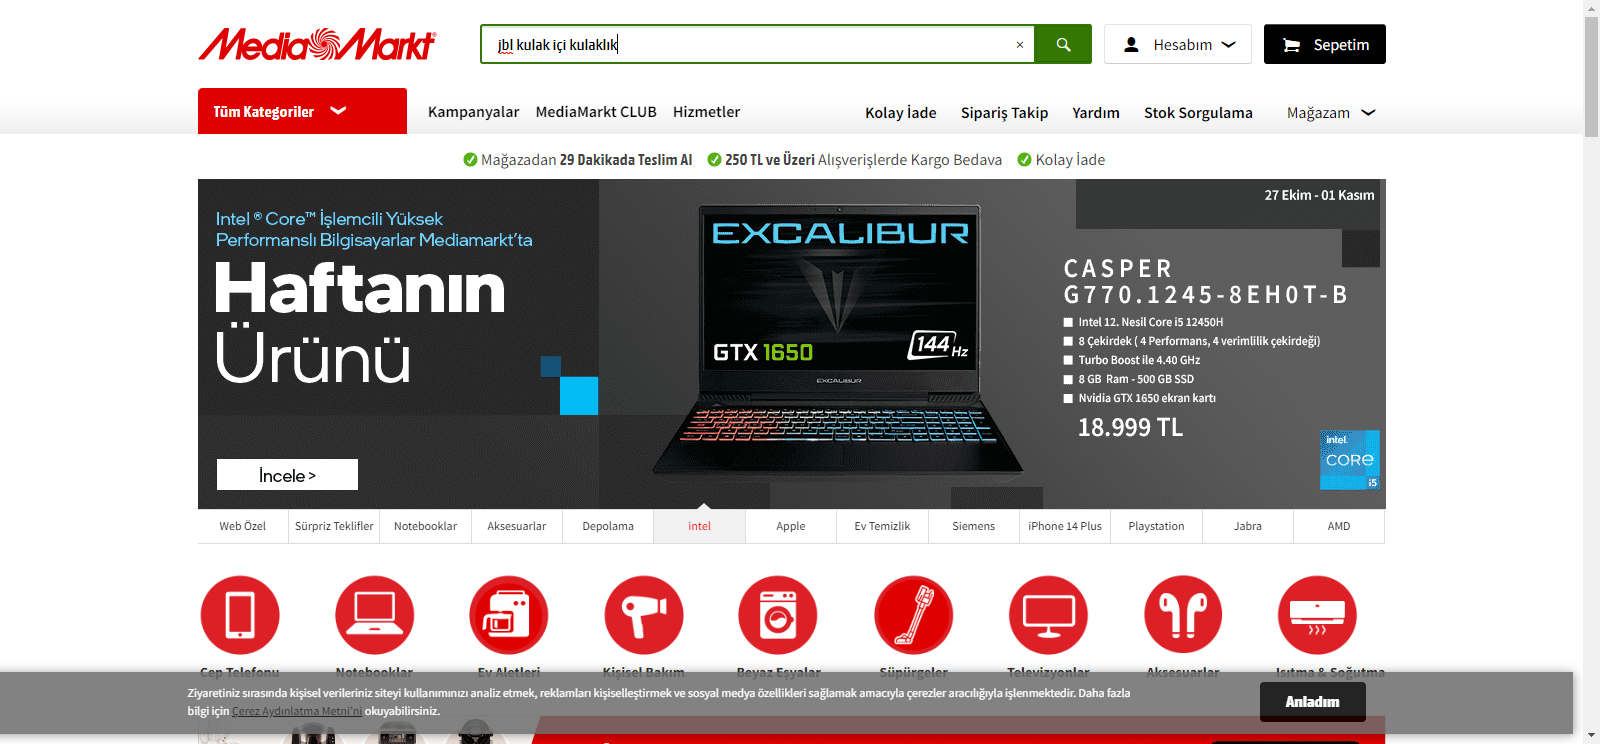 MediaMarkt
jbl kulak içi kulaklık
×
Hesabım
Sepetim
Tüm Kategoriler
Kampanyalar
MediaMarkt CLUB
Hizmetler
Kolay İade
Sipariş Takip
Yardım
Stok Sorgulama
Mağazam
Mağazadan 29 Dakikada Teslim Al
250 TL ve Üzeri Alışverişlerde Kargo Bedava
Kolay İade
Intel® Core™ İşlemcili Yüksek
Performanslı Bilgisayarlar Mediamarkt'ta
Haftanın
Ürünü
İncele >
EXCALIBUR
GTX 1650
144 Hz
EXCALIBUR
27 Ekim - 01 Kasım
CASPER
G770.1245-8EH0T-B
Intel 12. Nesil Core i5 12450H
8 Çekirdek ( 4 Performans, 4 verimlilik çekirdeği)
Turbo Boost ile 4.40 GHz
8 GB Ram - 500 GB SSD
Nvidia GTX 1650 ekran kartı
18.999 TL
intel
CORE
i5
Web Özel
Sürpriz Teklifler
Notebooklar
Aksesuarlar
Depolama
intel
Apple
Ev Temizlik
Siemens
iPhone 14 Plus
Playstation
Jabra
AMD
Cep Telefonu
Notebooklar
Ev Aletleri
Kişisel Bakım
Beyaz Eşyalar
Süpürgeler
Televizyonlar
Aksesuarlar
Isıtma & Soğutma
Ziyaretiniz sırasında kişisel verileriniz siteyi kullanımınızı analiz etmek, reklamları kişiselleştirmek ve sosyal medya özellikleri sağlamak amacıyla çerezler aracılığıyla işlenmektedir. Daha fazla
bilgi için Çerez Aydınlatma Metni'ni okuyabilirsiniz.
Anladım